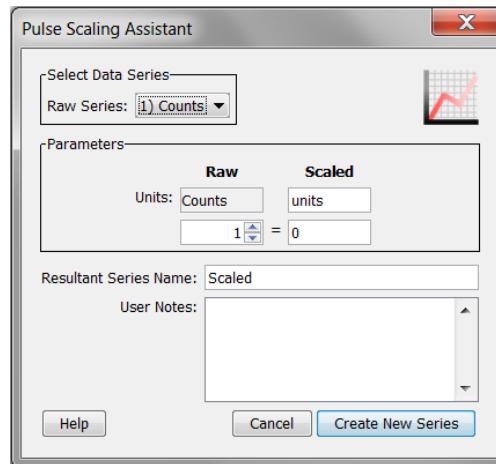 Pulse Scaling Assistant
Select Data Series
Raw Series: 1) Counts
Parameters
Raw Scaled
Units: Counts units
1 = 0
Resultant Series Name: Scaled
User Notes:
Help Cancel Create New Series